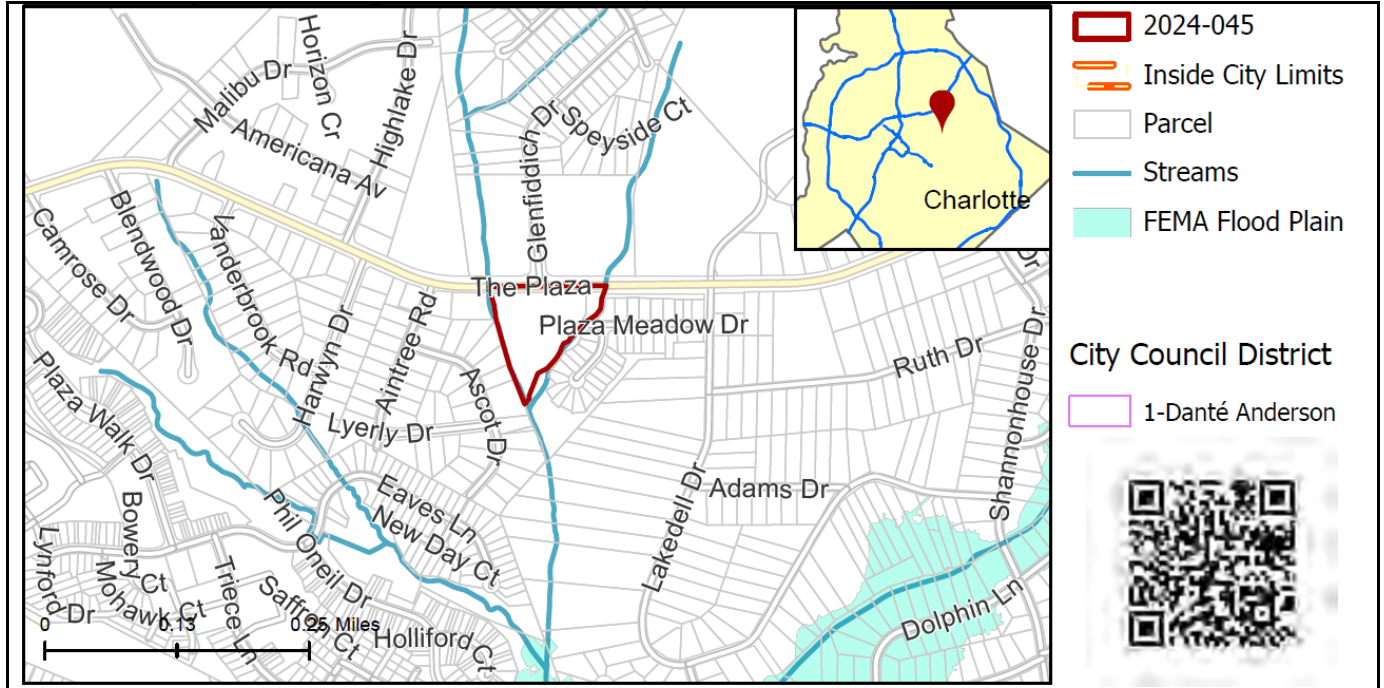 Horizon Cr
Malibu Dr
Highlake Dr
Americana Av
Glenfiddich Dr
Speyside Ct
Charlotte
Camrose Dr
Blendwood Dr
Vanderbrook Rd
Harwyn Dr
Aintree Rd
The Plaza
Plaza Meadow Dr
Ruth Dr
Dr
Shannonhouse Dr
Plaza Walk Dr
Lyerly Dr
Ascot Dr
Lakedell Dr
Adams Dr
Eaves Ln
New Day Ct
Phil Oneil Dr
Bowery Ct
Lynford Dr
Mohawk Ct
Triece Ln
Saffron Ct
Holliford Ct
Dolphin Ln
0 0.13 0.25 Miles
2024-045
Inside City Limits
Parcel
Streams
FEMA Flood Plain
City Council District
1-Danté Anderson